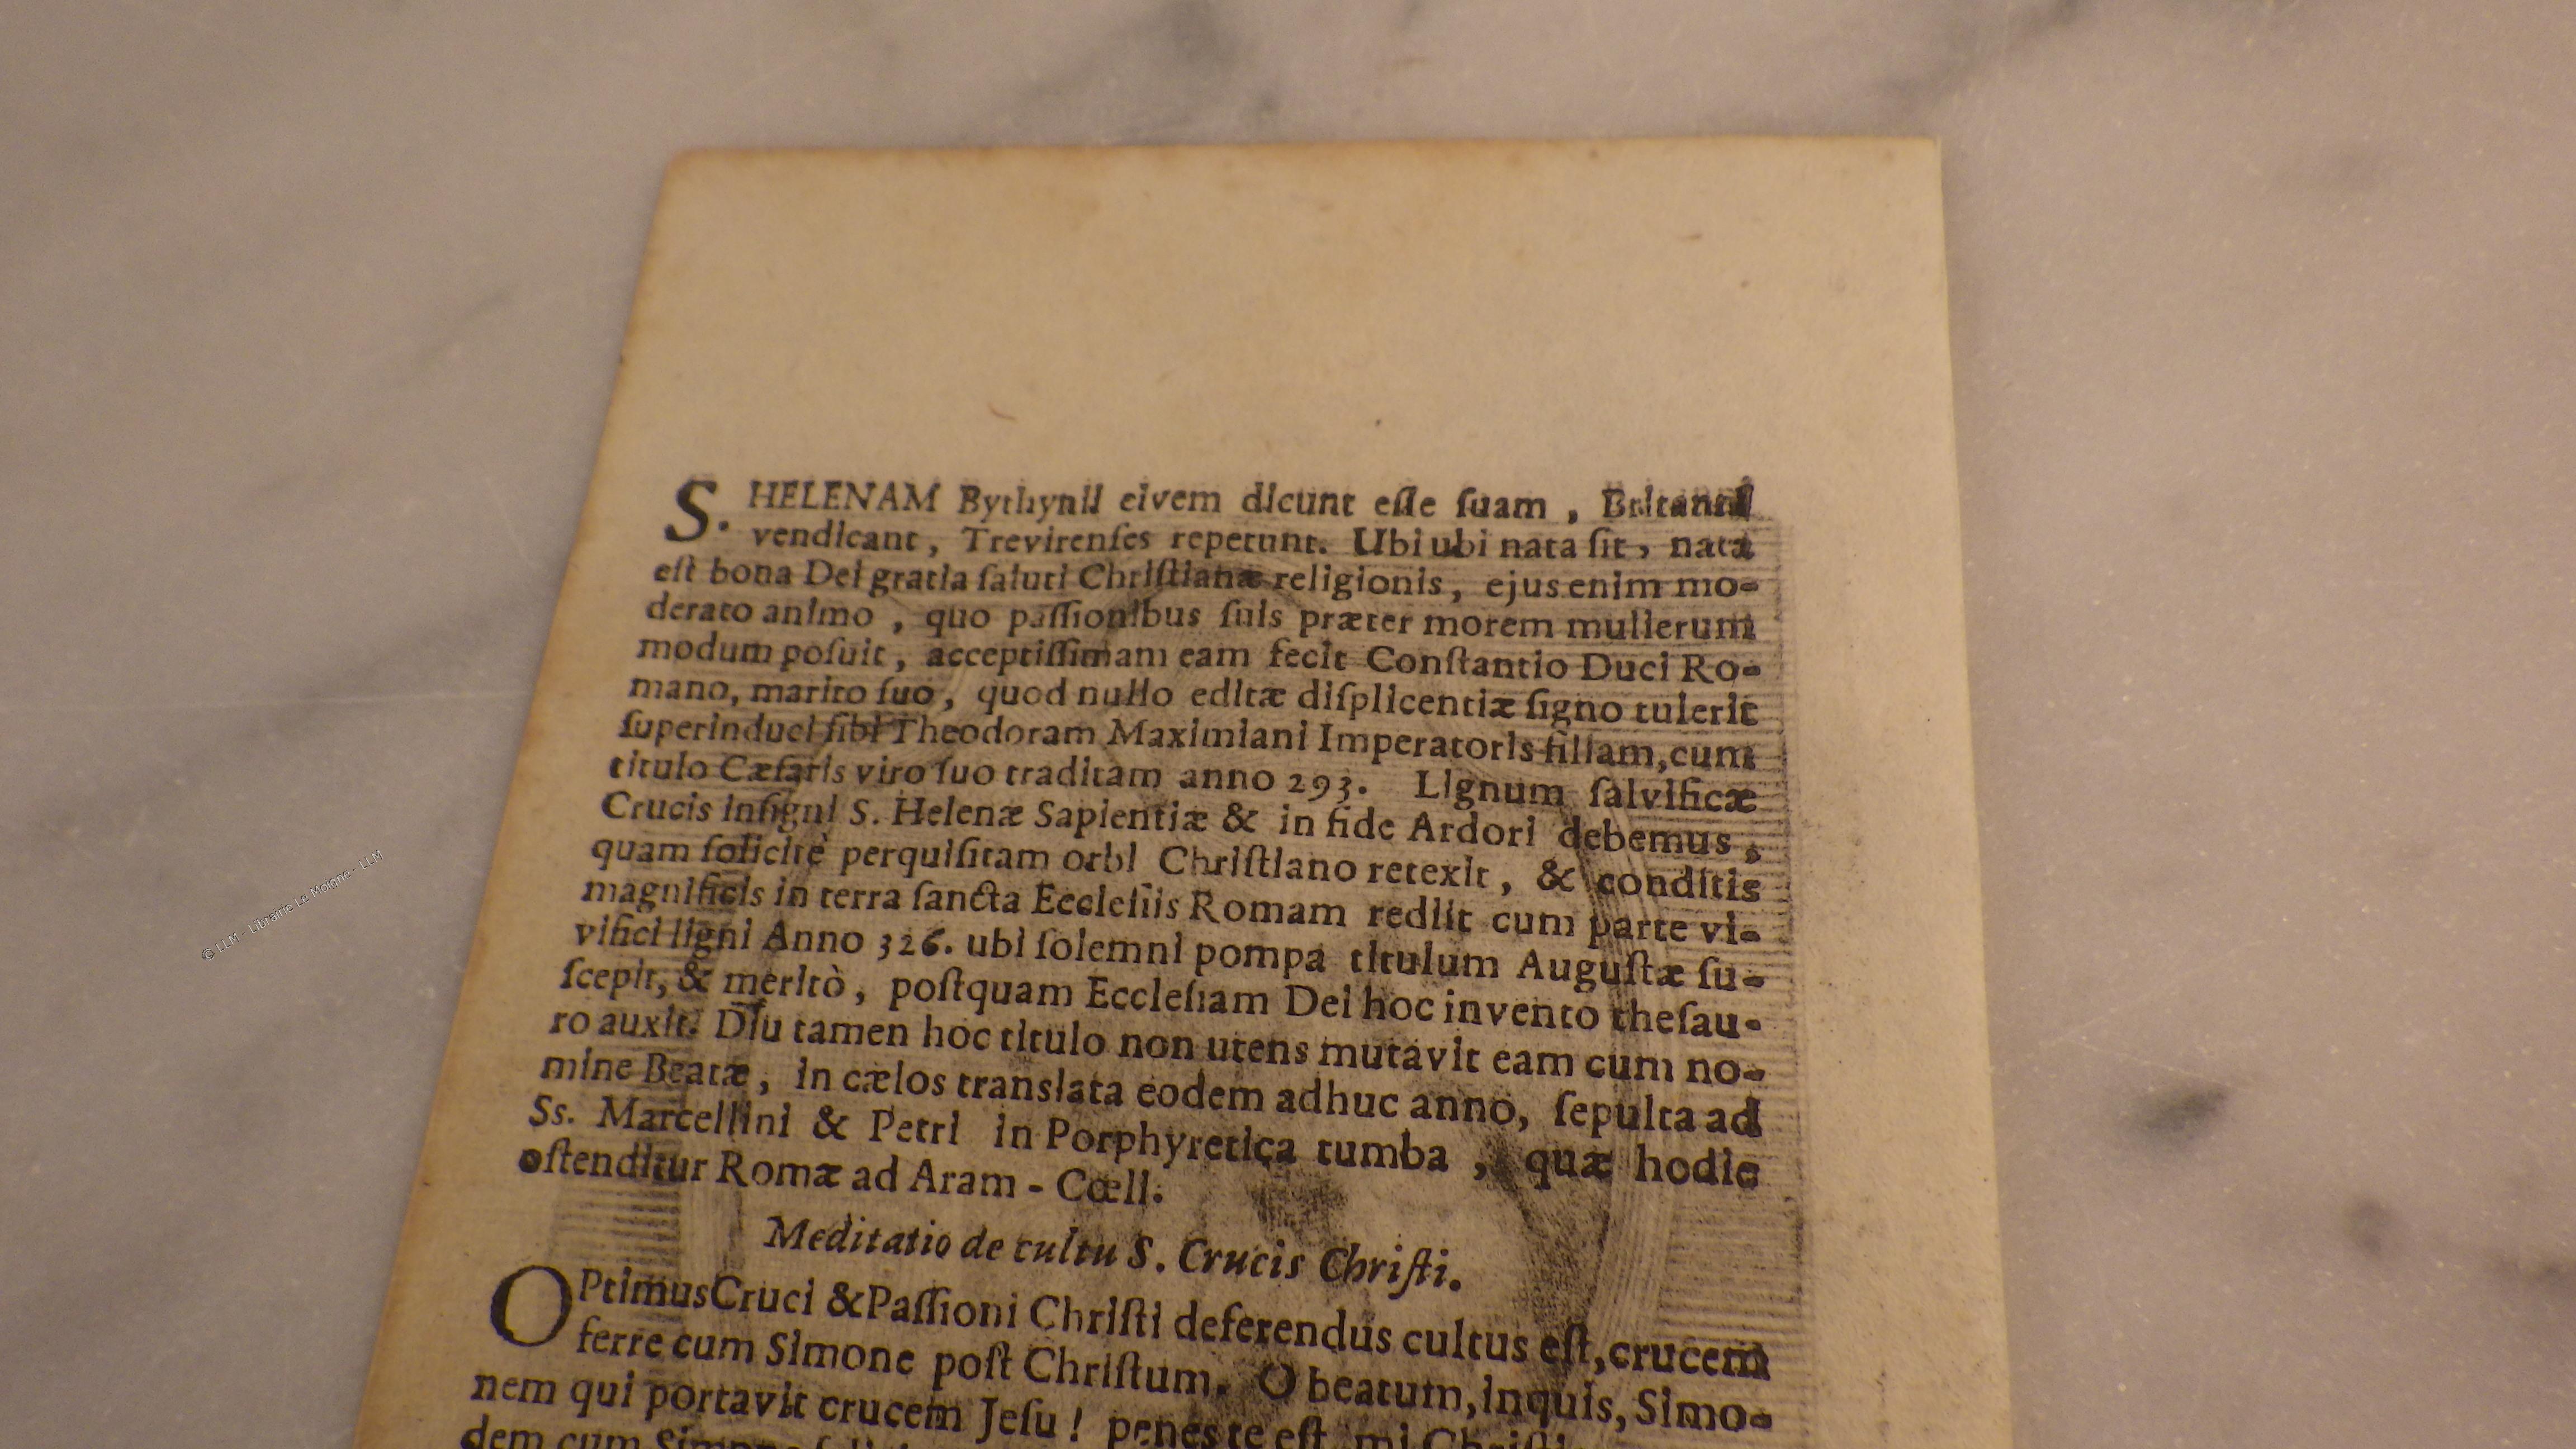 S. HELENAM Bythynii civem dicunt esse suam, Britanni
vendicant, Trevirenses repetunt. Ubi ubi nata sit, nata
est bona Dei gratia saluti Christianæ religionis, ejus enim mo-
derato animo, quo passionibus suis præter morem mulierum
modum posuit, acceptissimam eam fecit Constantio Duci Ro-
mano, marito suo, quod nullo editæ displicentiæ signo tulerit
superinduci sibi Theodoram Maximiani Imperatoris filiam, cum
titulo Cæsaris viro suo traditam anno 293. Lignum salvificæ
Crucis insigni S. Helenæ Sapientiæ & in fide Ardori debemus,
quam solicitè perquisitam orbi Christiano retexit, & conditis
magnificis in terra sancta Ecclesiis Romam rediit cum parte vi-
vifici ligni Anno 326. ubi solemni pompa titulum Augustæ su-
scepit, & meritò, postquam Ecclesiam Dei hoc invento thesau-
ro auxit. Diu tamen hoc titulo non utens mutavit eam cum no-
mine Beatæ, in cælos translata eodem adhuc anno, sepulta ad
Ss. Marcellini & Petri in Porphyretica tumba, quæ hodie
ostenditur Romæ ad Aram - Cœli.
Meditatio de cultu S. Crucis Christi.
OPtimus Cruci & Passioni Christi deferendus cultus est, crucem
ferre cum Simone post Christum. O beatum, inquis, Simo-
nem qui portavit crucem Jesu! penes te est, mi
dem cum
© LLM - Librairie Le Moigne - LLM